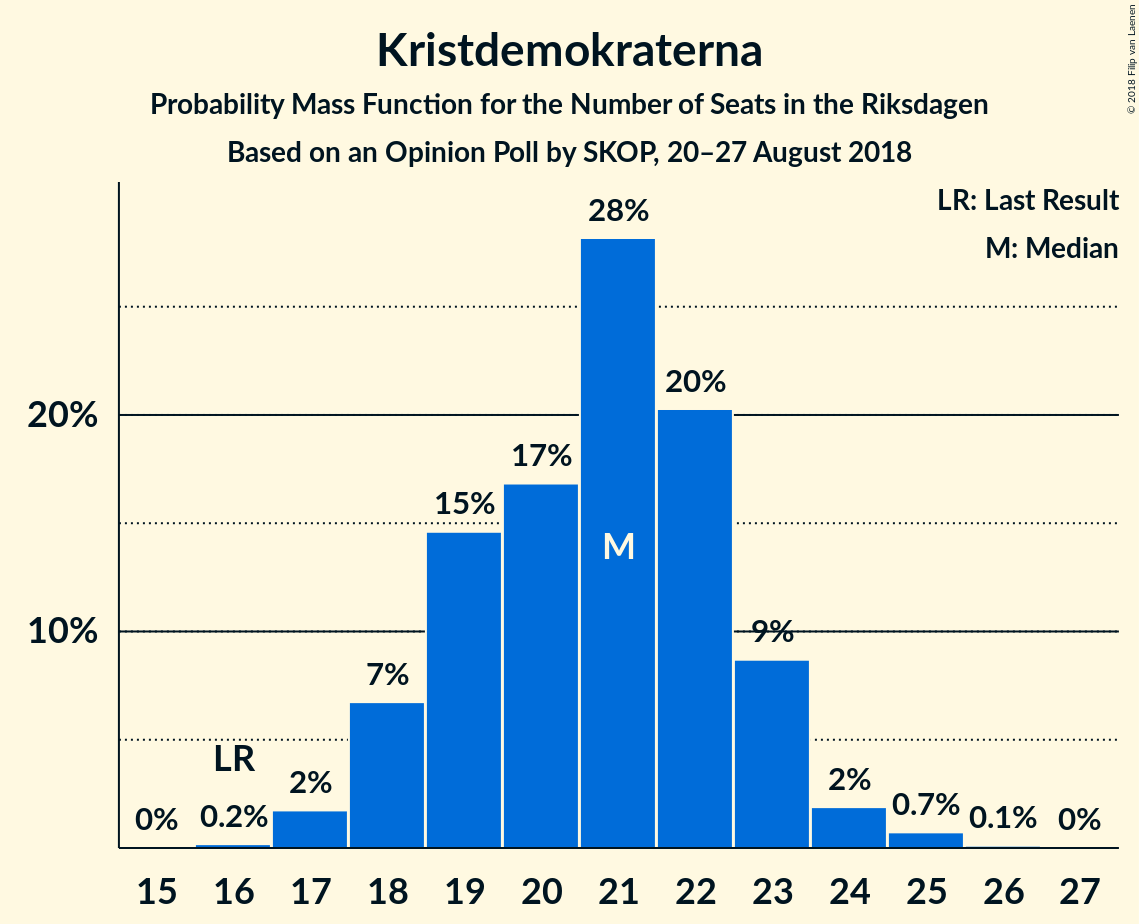 Kristdemokraterna
Probability Mass Function for the Number of Seats in the Riksdagen
Based on an Opinion Poll by SKOP, 20–27 August 2018
© 2018 Filip van Laenen
LR: Last Result
M: Median
28%
20%
20%
17%
15%
M
10%
9%
7%
LR
2%
2%
0%
0.2%
0.7%
0.1%
0%
15 16 17 18 19 20 21 22 23 24 25 26 27